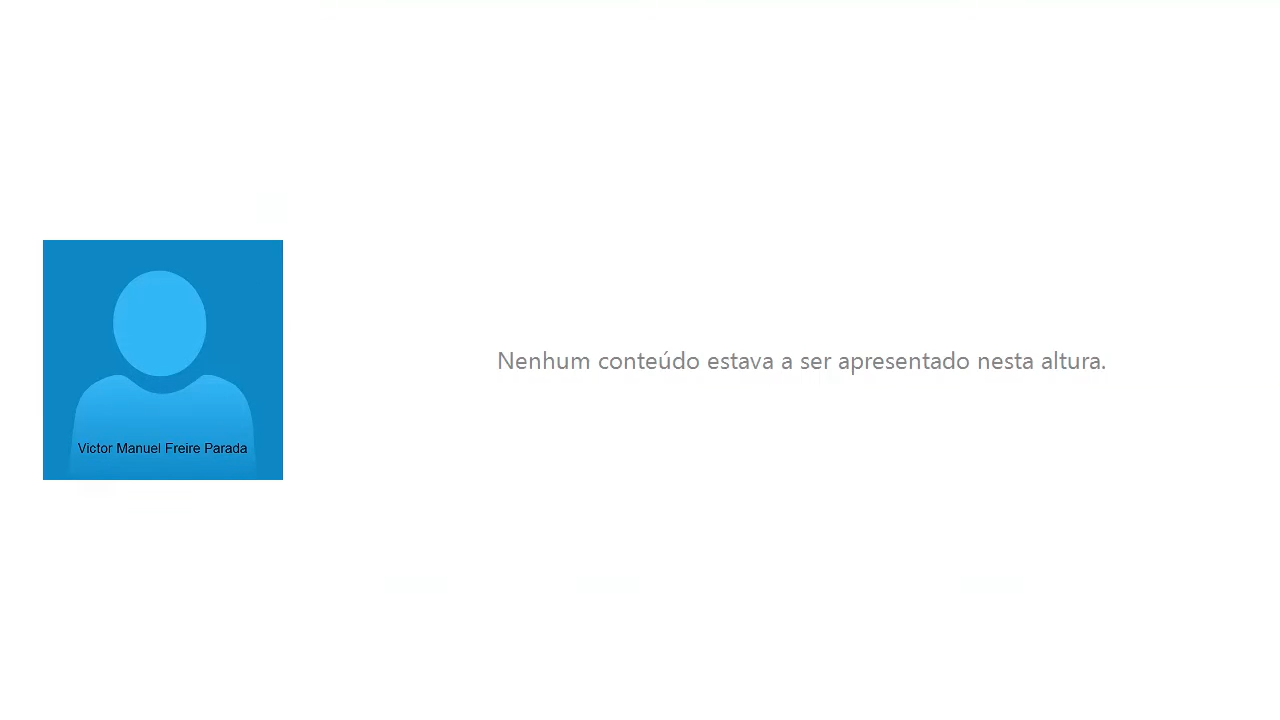 Nenhum conteúdo estava a ser apresentado nesta altura.
Victor Manuel Freire Parada